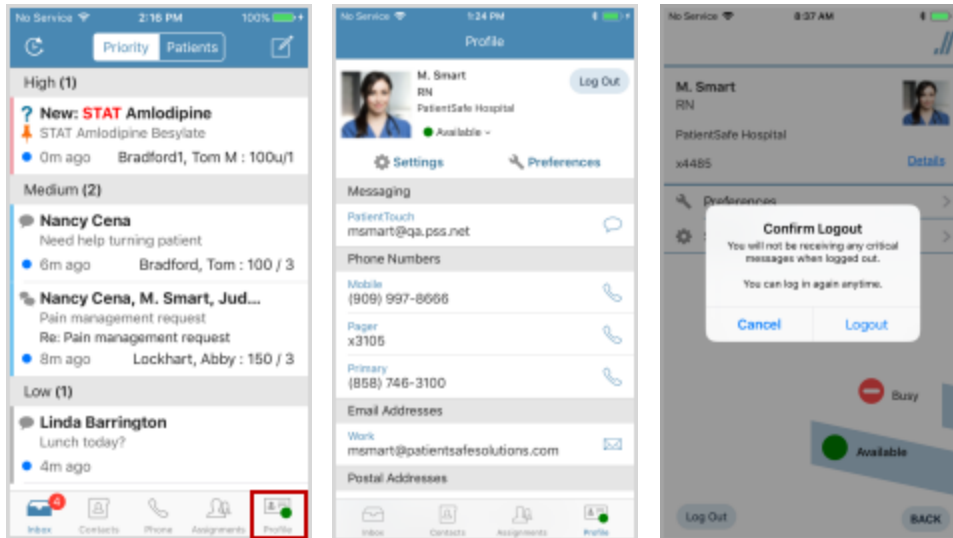 No Service 2:16 PM 100%
Priority Patients
High (1)
? New: STAT Amlodipine
STAT Amlodipine Besylate
0m ago Bradford1, Tom M : 100u/1
Medium (2)
Nancy Cena
Need help turning patient
6m ago Bradford, Tom : 100 / 3
Nancy Cena, M. Smart, Jud...
Pain management request
Re: Pain management request
8m ago Lockhart, Abby : 150 / 3
Low (1)
Linda Barrington
Lunch today?
4m ago
4
Inbox Contacts Phone Assignments Profile
No Service 1:24 PM
Profile
M. Smart
RN
PatientSafe Hospital
Available
Log Out
Settings Preferences
Messaging
PatientTouch
msmart@qa.pss.net
Phone Numbers
Mobile
(909) 997-8666
Pager
x3105
Primary
(858) 746-3100
Email Addresses
Work
msmart@patientsafesolutions.com
Postal Addresses
Inbox Contacts Assignments Profile
No Service 8:37 AM
M. Smart
RN
PatientSafe Hospital
x4485 Details
Preferences
S
Confirm Logout
You will not be receiving any critical
messages when logged out.
You can log in again anytime.
Cancel Logout
Busy
Available
Log Out BACK